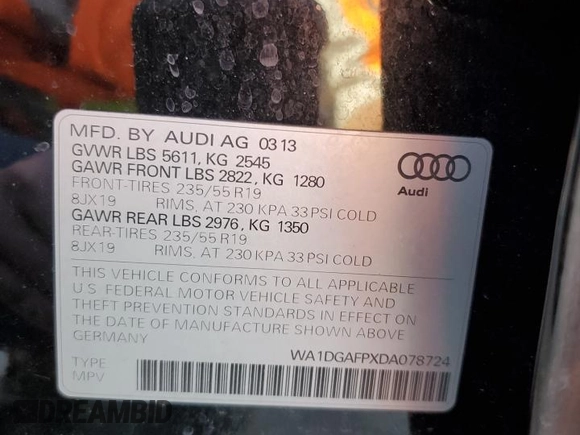 MFD. BY AUDI AG 03 13
GVWR LBS 5611, KG 2545
GAWR FRONT LBS 2822, KG 1280
FRONT-TIRES 235/55 R19
8JX19 RIMS, AT 230 KPA 33 PSI COLD
GAWR REAR LBS 2976, KG 1350
REAR-TIRES 235/55 R19
8JX19 RIMS, AT 230 KPA 33 PSI COLD
Audi
THIS VEHICLE CONFORMS TO ALL APPLICABLE
U.S. FEDERAL MOTOR VEHICLE SAFETY AND
THEFT PREVENTION STANDARDS IN EFFECT ON
THE DATE OF MANUFACTURE SHOWN ABOVE.
GERMANY
WA1DGAFPXDA078724
TYPE
MPV
DREAMBID